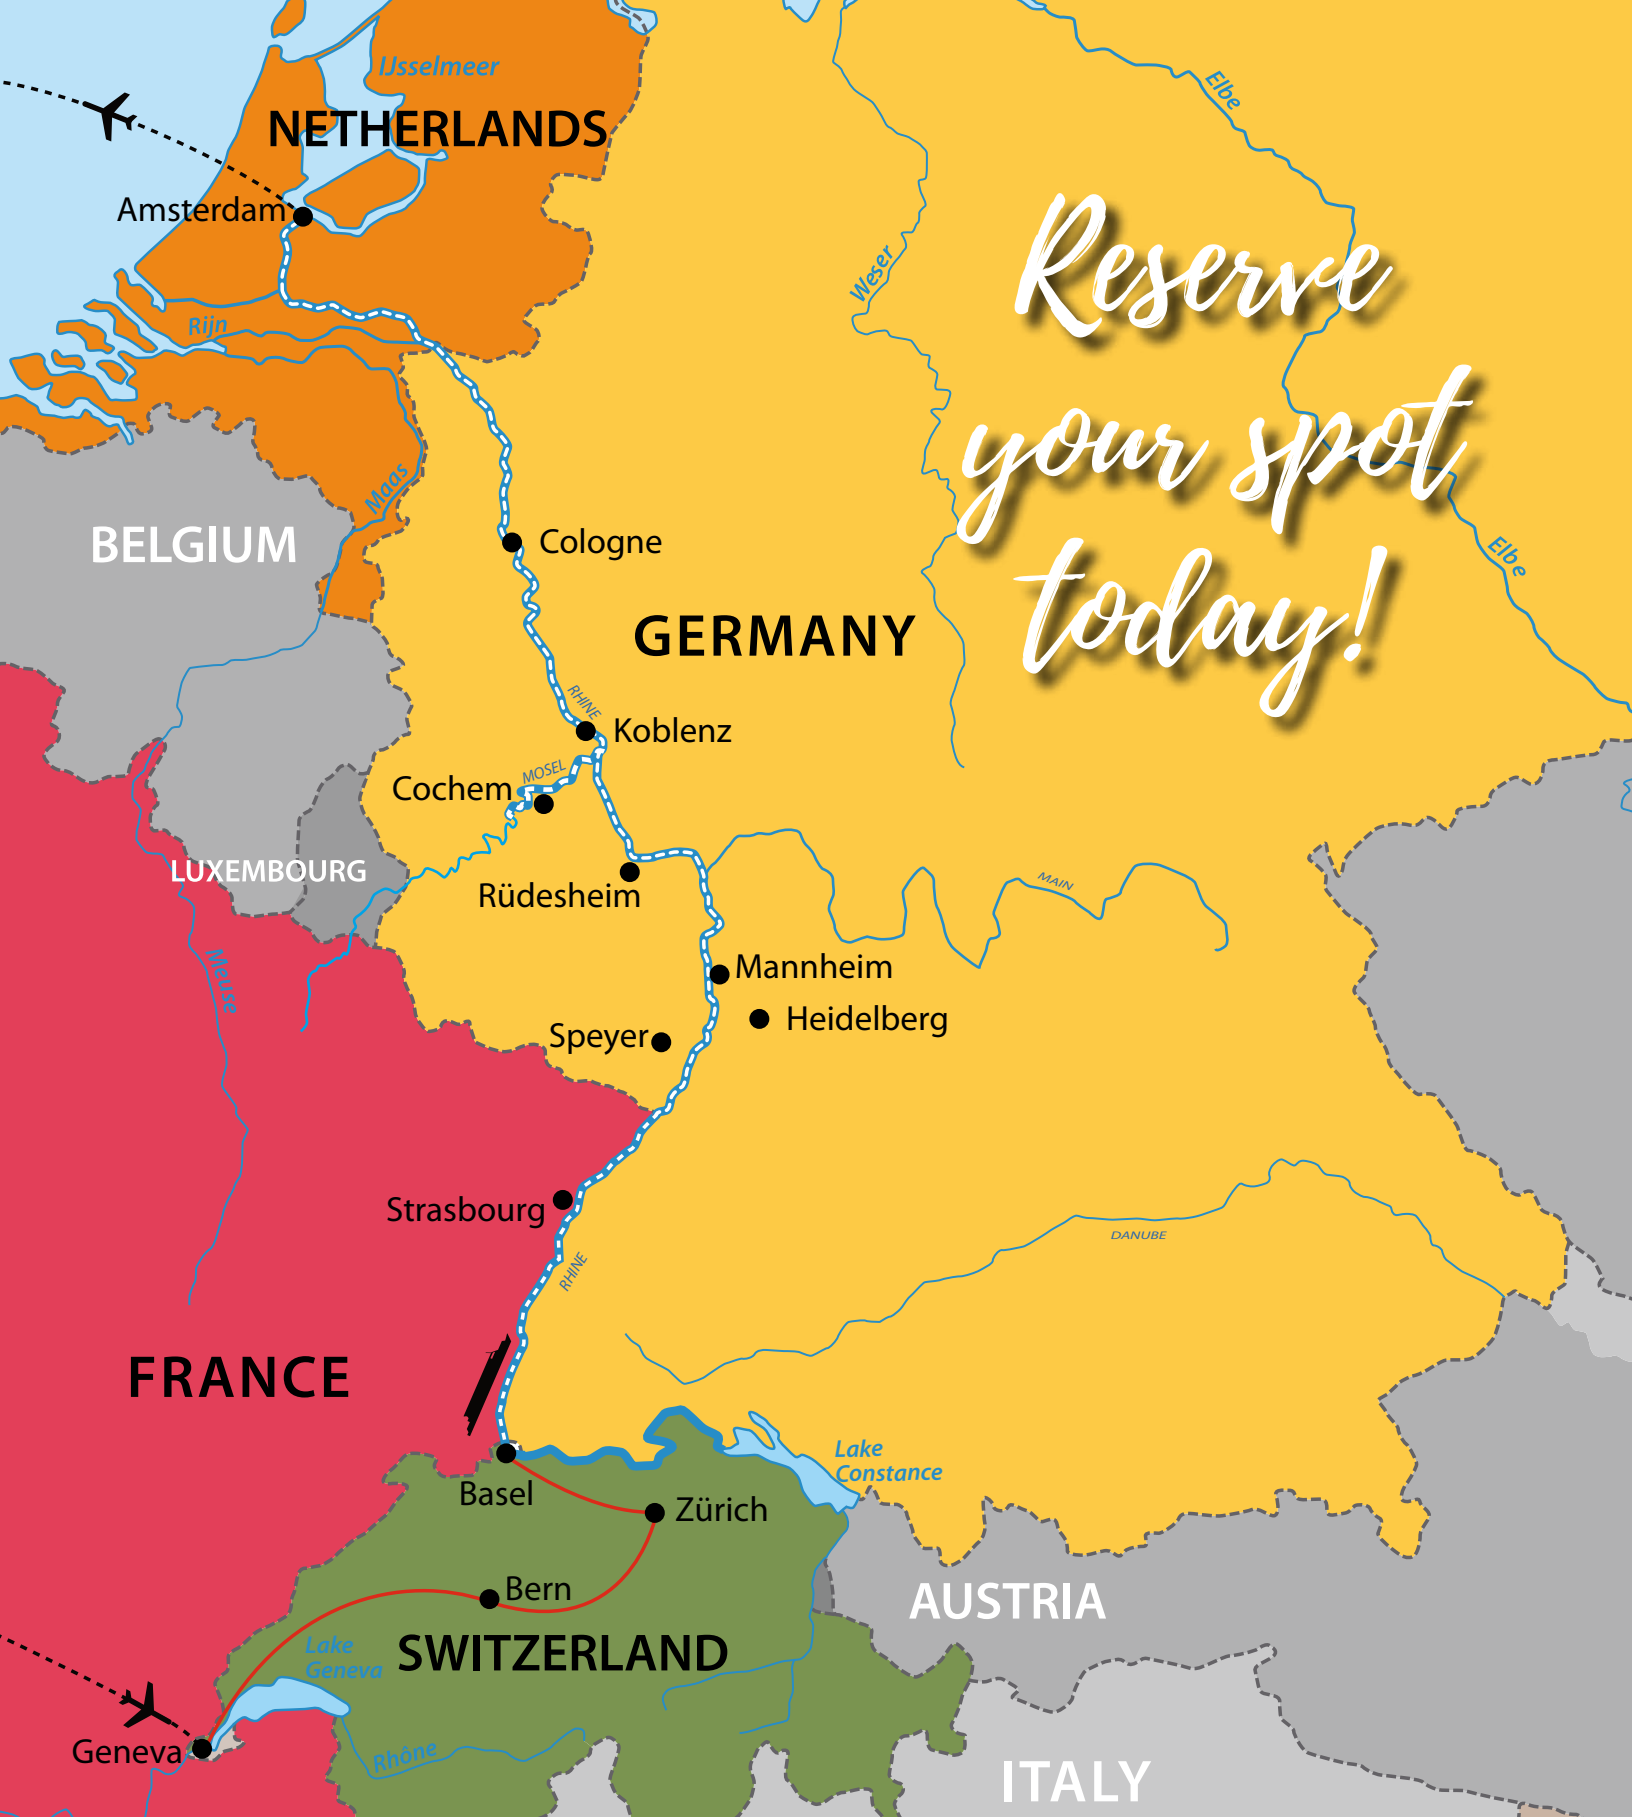 IJsselmeer
Elbe
NETHERLANDS
Amsterdam
Reserve
Weser
Rijn
your spot
Maas
BELGIUM
Cologne
Elbe
today!
GERMANY
RHINE
Koblenz
MOSEL
Cochem
LUXEMBOURG
MAIN
Rüdesheim
Meuse
Mannheim
Heidelberg
Speyer
Strasbourg
DANUBE
RHINE
FRANCE
Lake
Constance
Basel
Zürich
Bern
AUSTRIA
Lake
Geneva
SWITZERLAND
Geneva
Rhône
ITALY